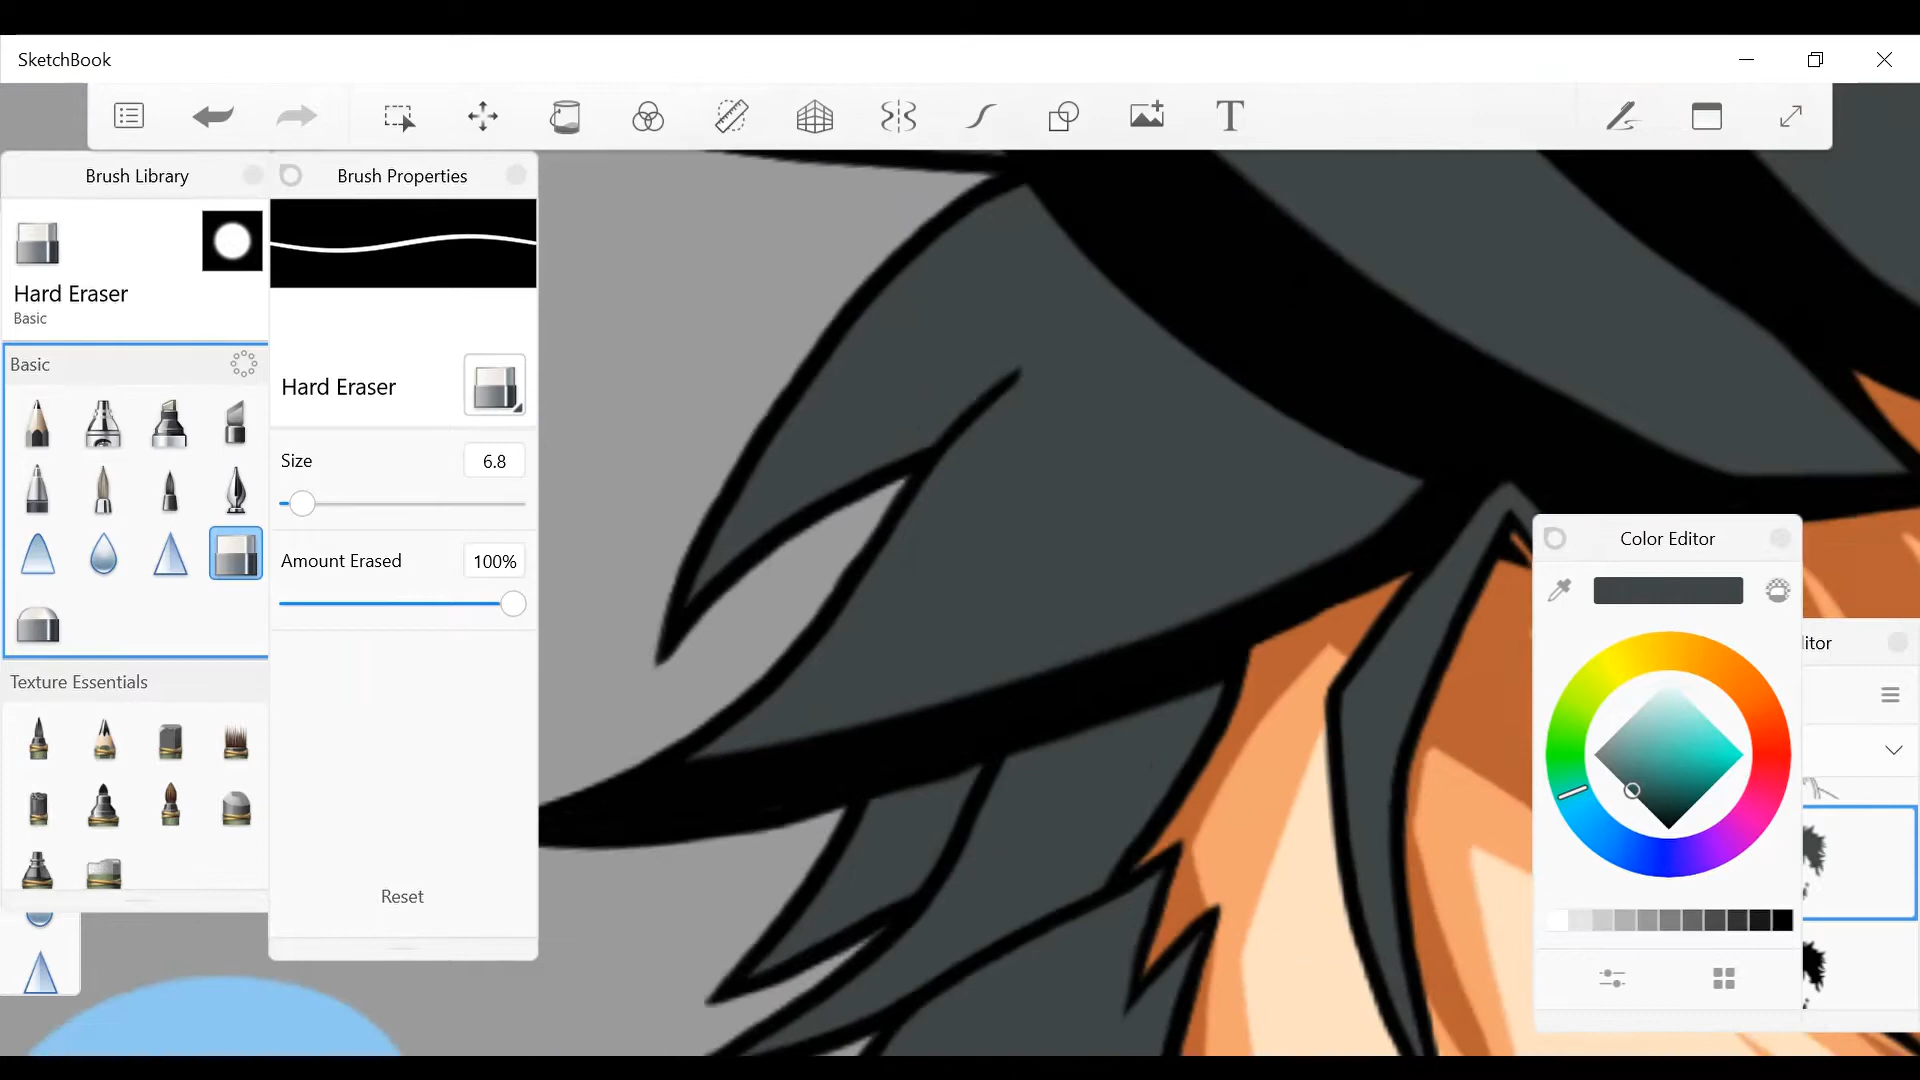 SketchBook
T
Brush Library
Brush Properties
Hard Eraser
Basic
Basic
Hard Eraser
Size
6.8
Amount Erased
100%
Texture Essentials
Reset
Color Editor
itor